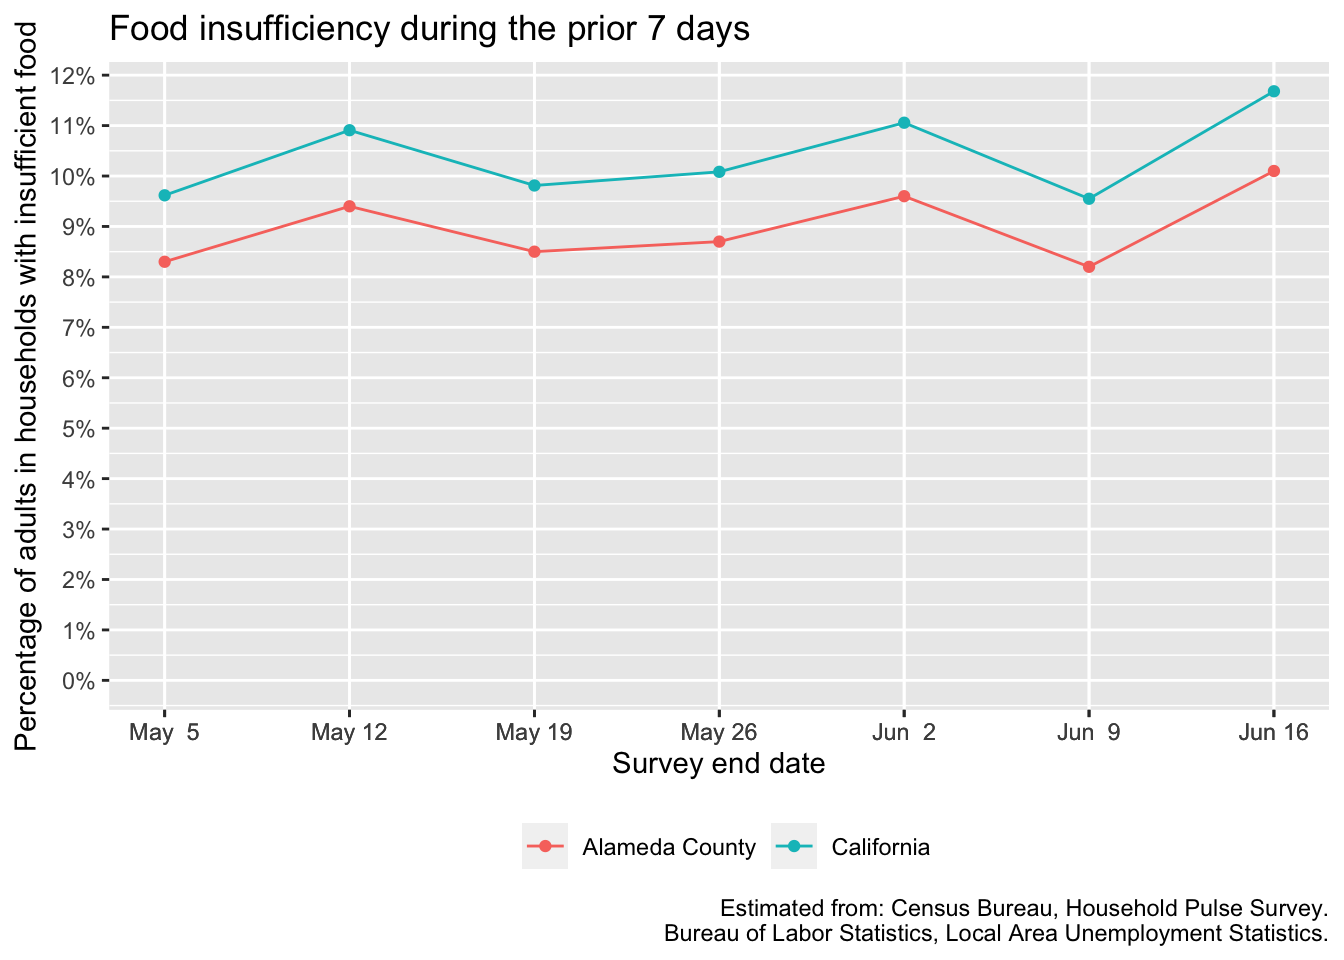 Food insufficiency during the prior 7 days
Percentage of adults in households with insufficient food
12%
11%
10%
9%
8%
7%
6%
5%
4%
3%
2%
1%
0%
May  5
May 12
May 19
May 26
Jun  2
Jun  9
Jun 16
Survey end date
Alameda County
California
Estimated from: Census Bureau, Household Pulse Survey.
Bureau of Labor Statistics, Local Area Unemployment Statistics.